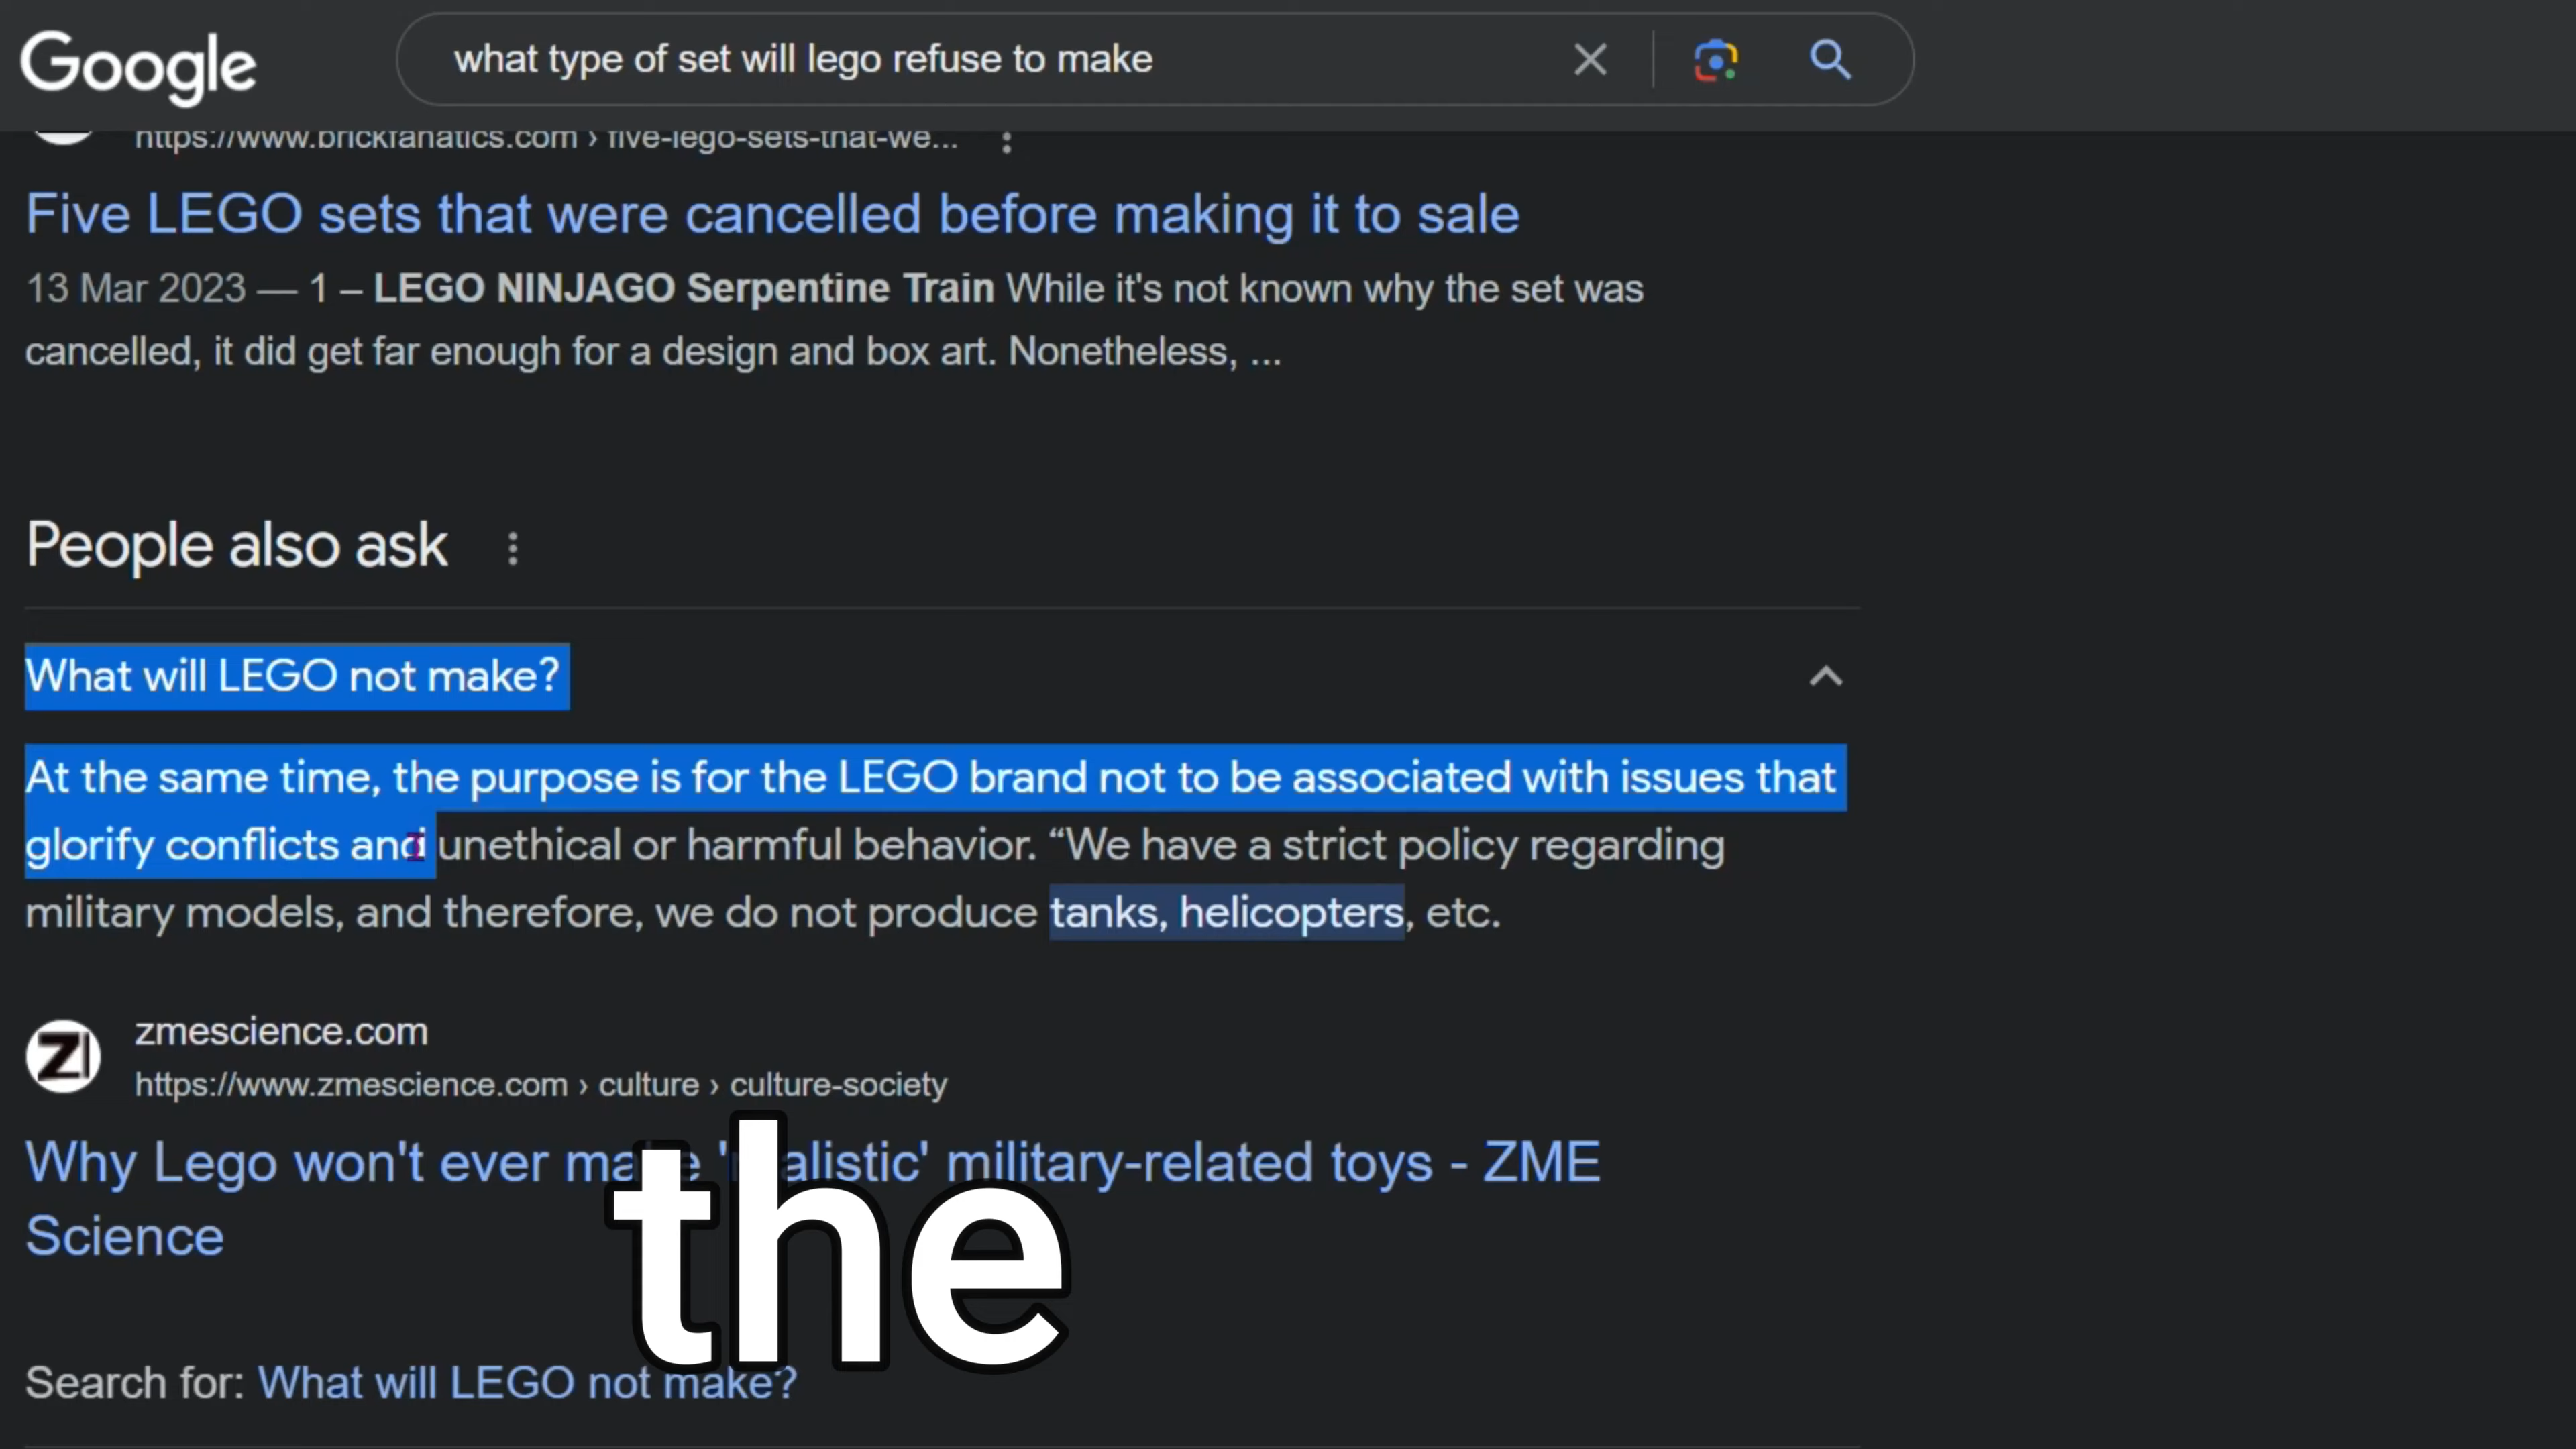 Google
what type of set will lego refuse to make
https://www.brickfanatics.com › five-lego-sets-that-we...
Five LEGO sets that were cancelled before making it to sale
13 Mar 2023 — 1 – LEGO NINJAGO Serpentine Train While it's not known why the set was
cancelled, it did get far enough for a design and box art. Nonetheless, ...
People also ask
What will LEGO not make?
At the same time, the purpose is for the LEGO brand not to be associated with issues that
glorify conflicts and unethical or harmful behavior. “We have a strict policy regarding
military models, and therefore, we do not produce tanks, helicopters, etc.
zmescience.com
https://www.zmescience.com › culture › culture-society
Why Lego won't ever make 'realistic' military-related toys - ZME
Science
the
Search for: What will LEGO not make?